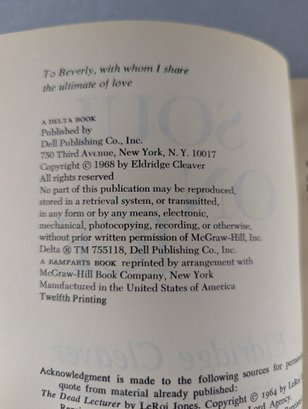 To Beverly, with whom I share
the ultimate of love
A DELTA BOOK
Published by
Dell Publishing Co., Inc.
750 Third Avenue, New York, N. Y. 10017
Copyright © 1968 by Eldridge Cleaver
All rights reserved
No part of this publication may be reproduced,
stored in a retrieval system, or transmitted,
in any form or by any means, electronic,
mechanical, photocopying, recording, or otherwise,
without prior written permission of McGraw-Hill, Inc.
Delta ® TM 755118, Dell Publishing Co., Inc.
A RAMPARTS BOOK reprinted by arrangement with
McGraw-Hill Book Company, New York
Manufactured in the United States of America
Twelfth Printing
Acknowledgment is made to the following sources for
quote from material already published:
The Dead Lecturer by LeRoi Jones. Copyright © 1964 by LeRoi
Lord Agency.